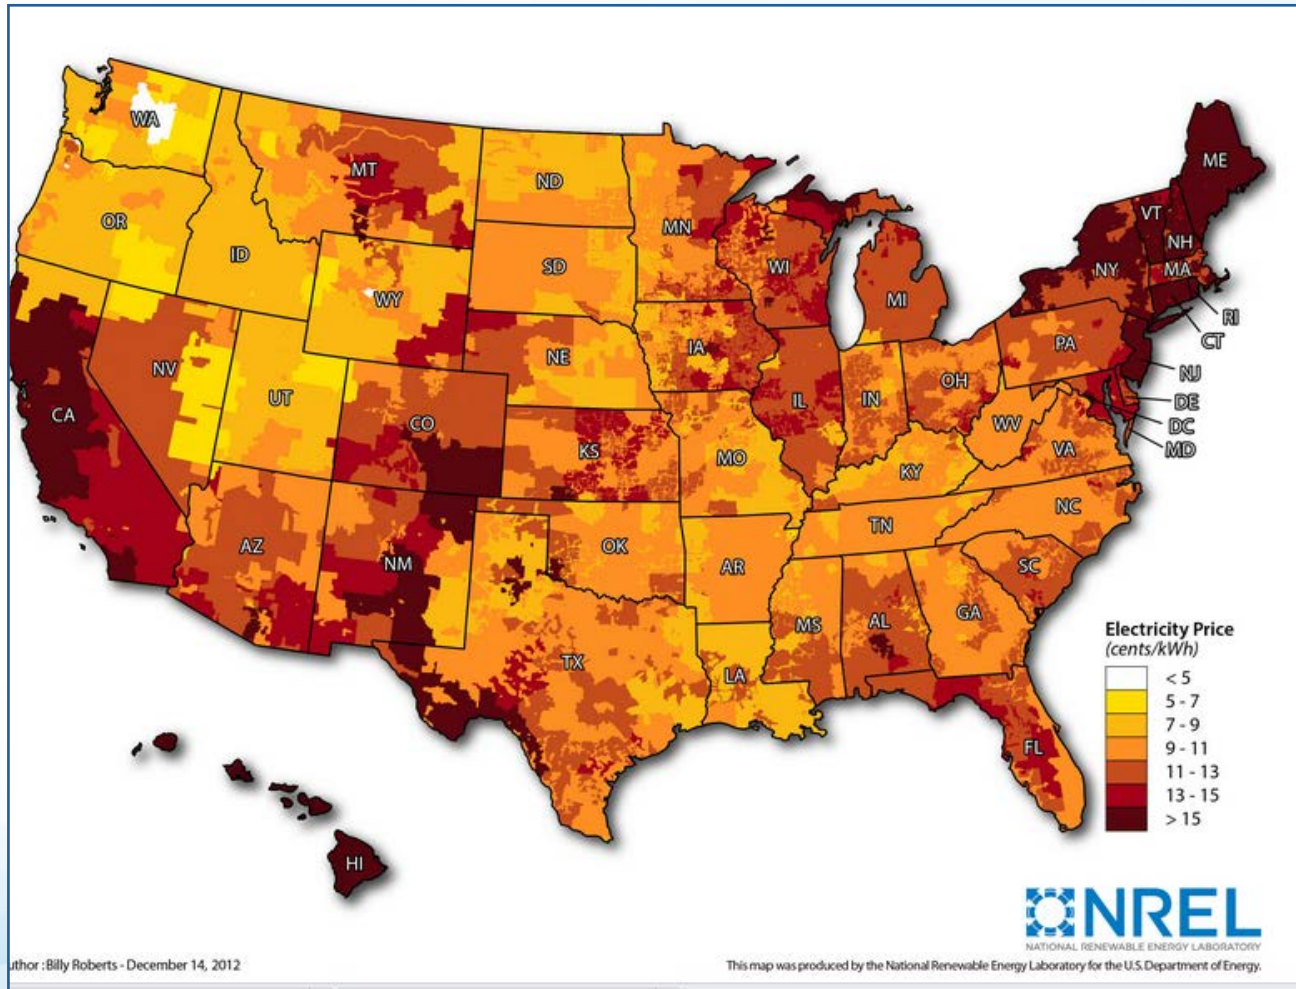 WA
MT
ND
MN
ME
VT
NH
OR
ID
SD
WI
NY
MA
MI
WY
RI
CT
IA
PA
NE
NV
OH
NJ
UT
IL
IN
DE
CA
CO
DC
WV
MD
KS
MO
VA
KY
NC
TN
AZ
OK
NM
AR
SC
GA
MS
AL
TX
LA
FL
HI
Electricity Price
(cents/kWh)
< 5
5 - 7
7 - 9
9 - 11
11 - 13
13 - 15
> 15
NREL
NATIONAL RENEWABLE ENERGY LABORATORY
uthor : Billy Roberts - December 14, 2012
This map was produced by the National Renewable Energy Laboratory for the U.S. Department of Energy.